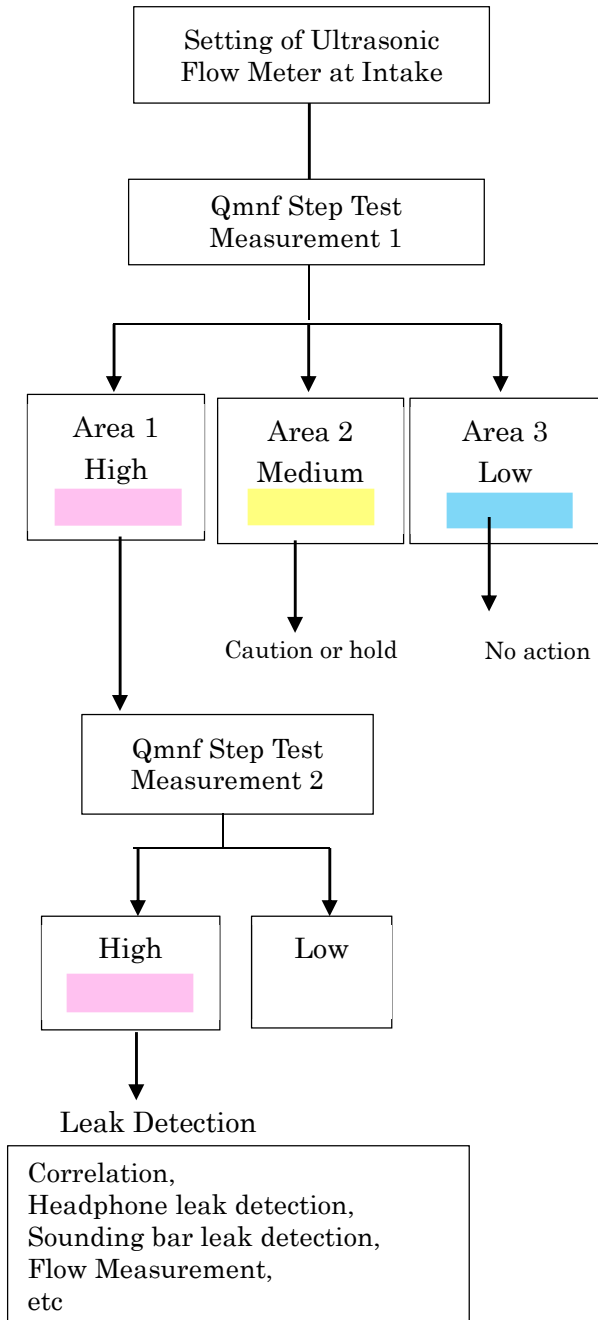 Setting of Ultrasonic
Flow Meter at Intake
Qmnf Step Test
Measurement 1
Area 1
High
Area 2
Medium
Area 3
Low
Caution or hold
No action
Qmnf Step Test
Measurement 2
High
Low
Leak Detection
Correlation,
Headphone leak detection,
Sounding bar leak detection,
Flow Measurement,
etc